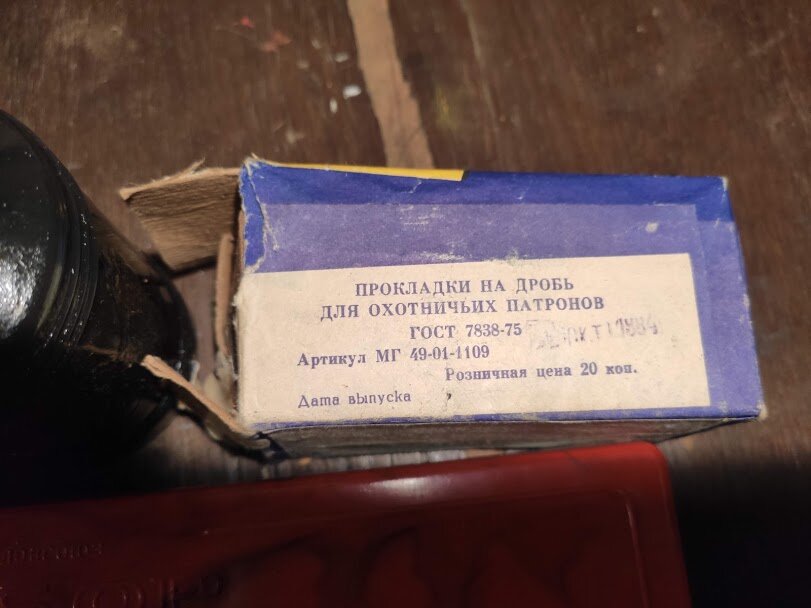 ПРОКЛАДКИ НА ДРОБЬ
ДЛЯ ОХОТНИЧЬИХ ПАТРОНОВ
ГОСТ 7838-75
Артикул МГ 49-01-1109
Розничная цена 20 коп.
Дата выпуска